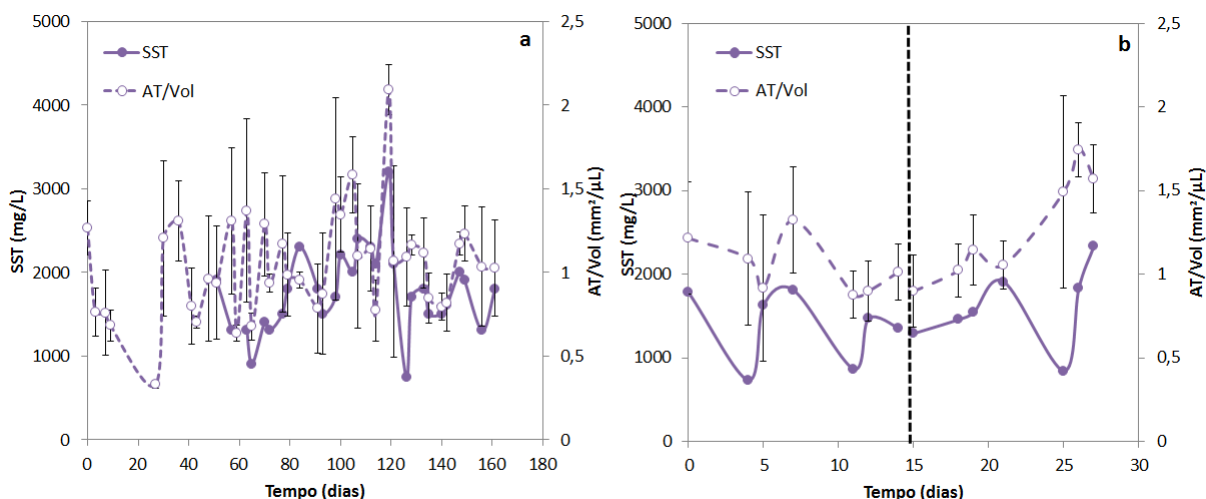 a
SST
AT/Vol
5000
4000
3000
2000
1000
0
SST (mg/L)
2,5
2
1,5
1
0,5
0
AT/Vol (mm²/µL)
0 20 40 60 80 100 120 140 160 180
Tempo (dias)
b
SST
AT/Vol
5000
4000
3000
2000
1000
0
SST (mg/L)
2,5
2
1,5
1
0,5
0
AT/Vol (mm²/µL)
0 5 10 15 20 25 30
Tempo (dias)